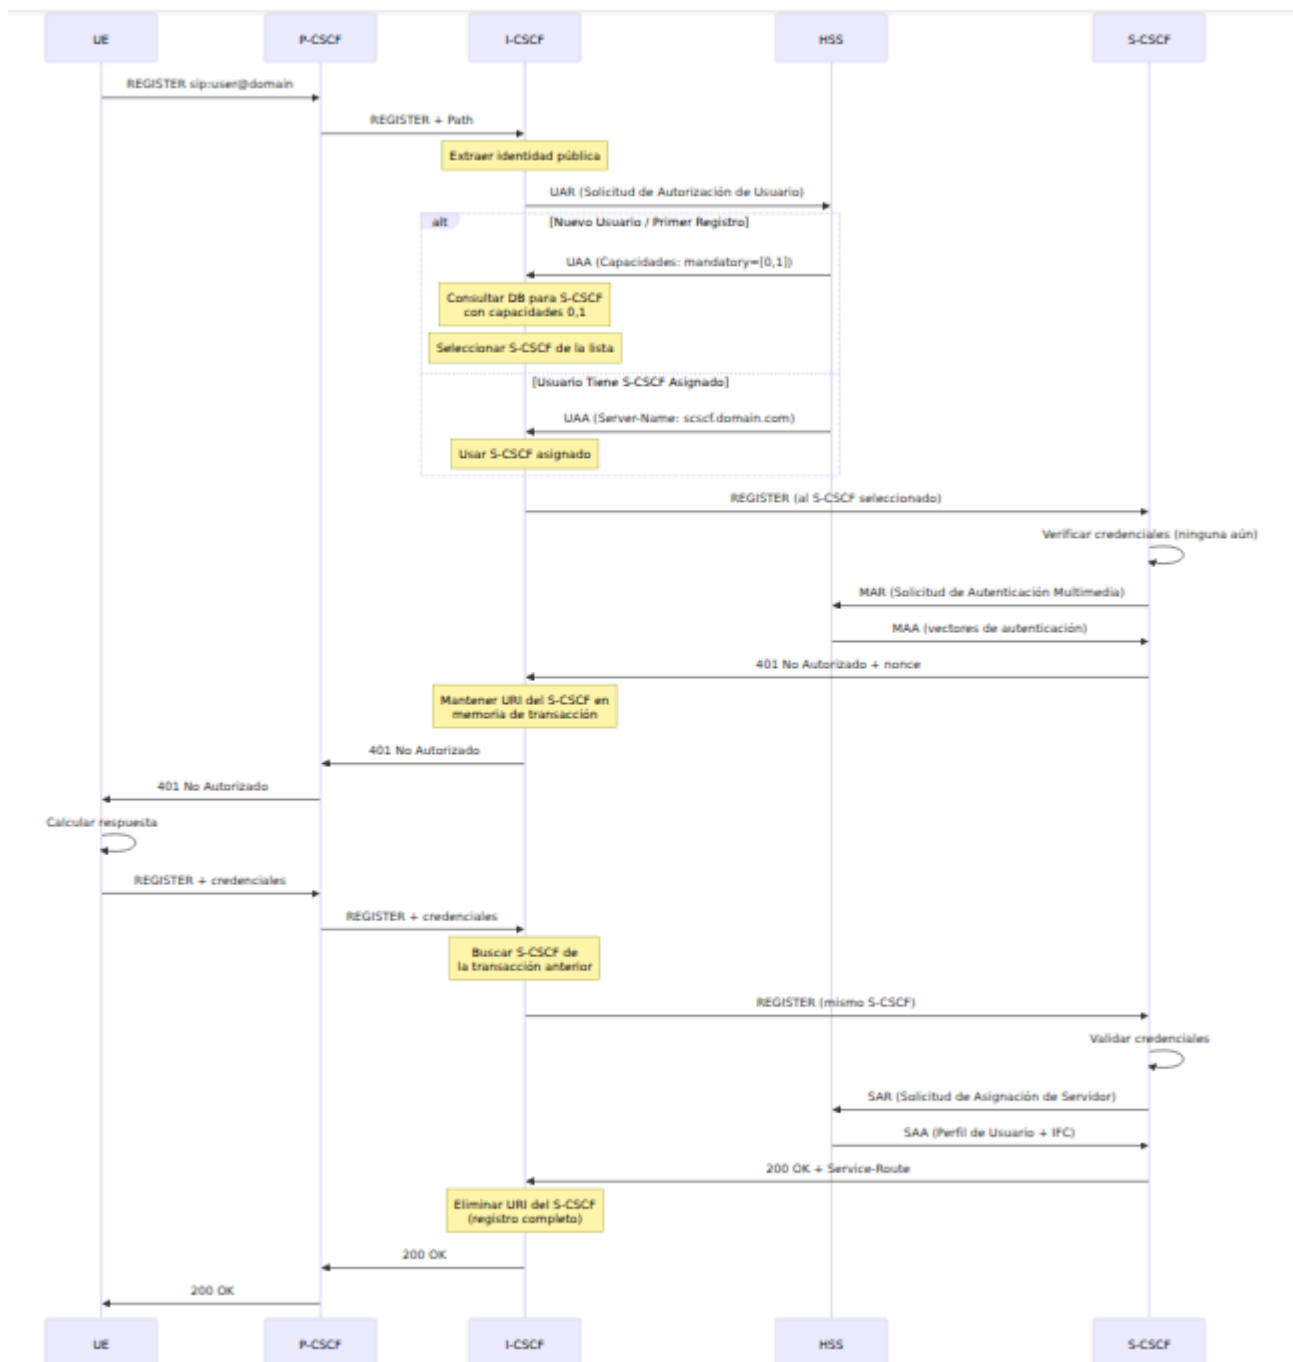 UE
P-CSCF
I-CSCF
HSS
S-CSCF
REGISTER sip:user@domain
REGISTER + Path
Extraer identidad pública
UAR (Solicitud de Autorización de Usuario)
alt
[Nuevo Usuario / Primer Registro]
UAA (Capacidades: mandatory=[0,1])
Consultar DB para S-CSCF
con capacidades 0,1
Seleccionar S-CSCF de la lista
[Usuario Tiene S-CSCF Asignado]
UAA (Server-Name: scscf.domain.com)
Usar S-CSCF asignado
REGISTER (al S-CSCF seleccionado)
Verificar credenciales (ninguna aún)
MAR (Solicitud de Autenticación Multimedia)
MAA (vectores de autenticación)
401 No Autorizado + nonce
Mantener URI del S-CSCF en
memoria de transacción
401 No Autorizado
401 No Autorizado
Calcular respuesta
REGISTER + credenciales
REGISTER + credenciales
Buscar S-CSCF de
la transacción anterior
REGISTER (mismo S-CSCF)
Validar credenciales
SAR (Solicitud de Asignación de Servidor)
SAA (Perfil de Usuario + IFC)
200 OK + Service-Route
Eliminar URI del S-CSCF
(registro completo)
200 OK
200 OK
UE
P-CSCF
I-CSCF
HSS
S-CSCF